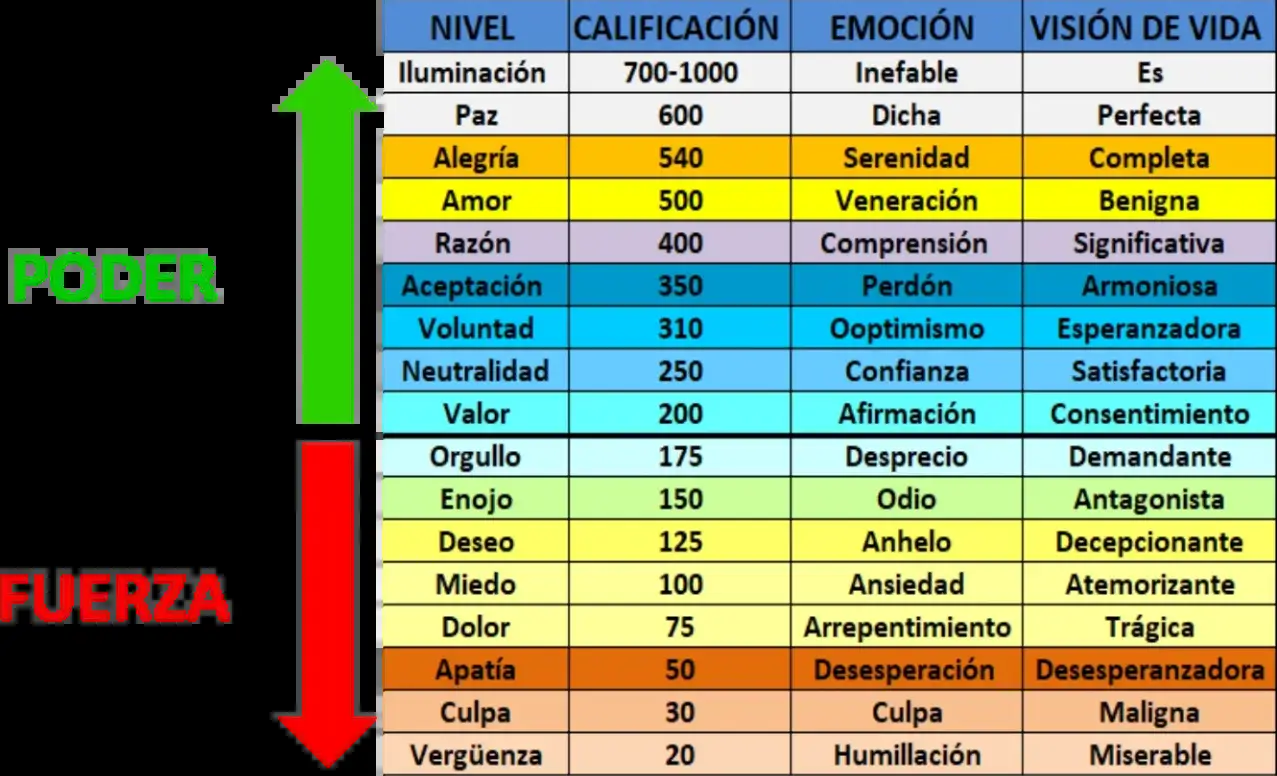 NIVEL CALIFICACIÓN EMOCIÓN VISIÓN DE VIDA
Iluminación 700-1000 Inefable Es
Paz 600 Dicha Perfecta
Alegría 540 Serenidad Completa
Amor 500 Veneración Benigna
Razón 400 Comprensión Significativa
PODER
Aceptación 350 Perdón Armoniosa
Voluntad 310 Ooptimismo Esperanzadora
Neutralidad 250 Confianza Satisfactoria
Valor 200 Afirmación Consentimiento
Orgullo 175 Desprecio Demandante
Enojo 150 Odio Antagonista
Deseo 125 Anhelo Decepcionante
Miedo 100 Ansiedad Atemorizante
FUERZA
Dolor 75 Arrepentimiento Trágica
Apatía 50 Desesperación Desesperanzadora
Culpa 30 Culpa Maligna
Vergüenza 20 Humillación Miserable